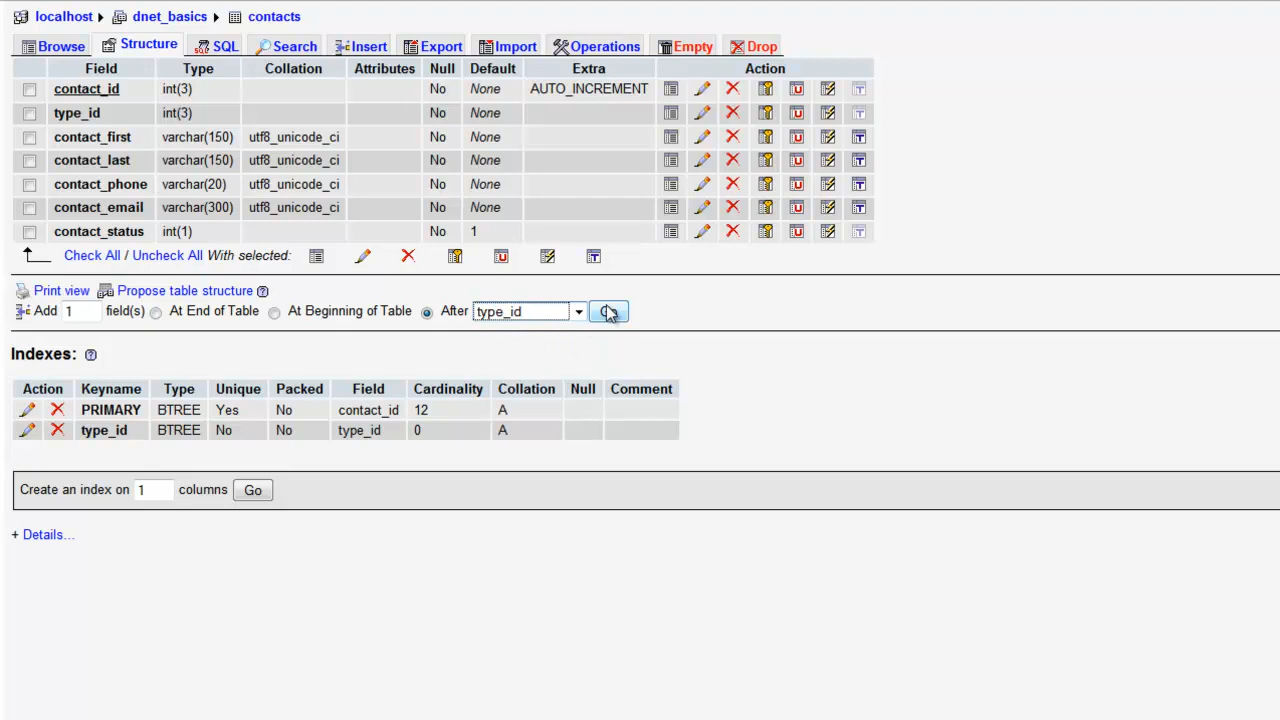 localhost dnet_basics contacts
Browse Structure SQL Search Insert Export Import Operations Empty Drop
Field Type Collation Attributes Null Default Extra Action
contact_id int(3) No None AUTO_INCREMENT
type_id int(3) No None
contact_first varchar(150) utf8_unicode_ci No None
contact_last varchar(150) utf8_unicode_ci No None
contact_phone varchar(20) utf8_unicode_ci No None
contact_email varchar(300) utf8_unicode_ci No None
contact_status int(1) No 1
Check All / Uncheck All With selected:
Print view Propose table structure
Add 1 field(s) At End of Table At Beginning of Table After type_id
Indexes:
Action Keyname Type Unique Packed Field Cardinality Collation Null Comment
PRIMARY BTREE Yes No contact_id 12 A
type_id BTREE No No type_id 0 A
Create an index on 1 columns Go
+ Details...